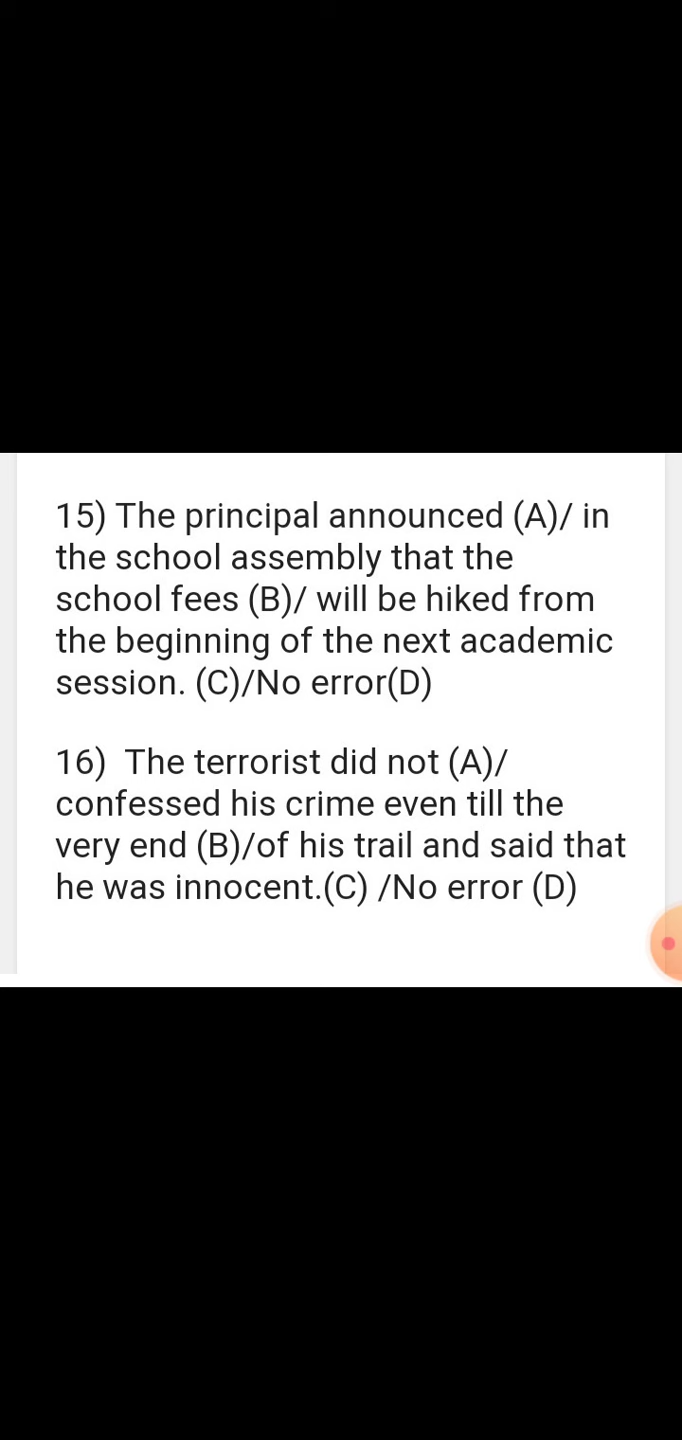 15) The principal announced (A)/ in
the school assembly that the
school fees (B)/ will be hiked from
the beginning of the next academic
session. (C)/No error(D)
16)  The terrorist did not (A)/
confessed his crime even till the
very end (B)/of his trail and said that
he was innocent.(C) /No error (D)